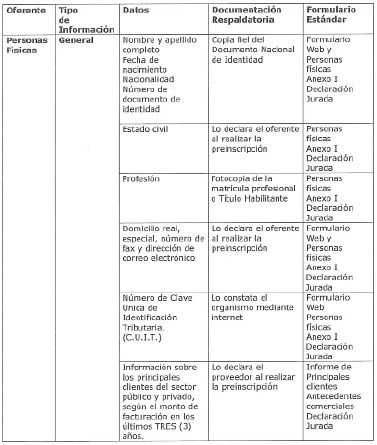 Oferente
Tipo
de
Información
Datos
Documentación
Respaldatoria
Formulario
Estándar
Personas
Fisicas
General
Nombre y apellido
completo
Fecha de
nacimiento
Nacionalidad
Número de
documento de
identidad
Copia fiel del
Documento Nacional
de Identidad
Formulario
Web y
Personas
físicas
Anexo I
Declaración
Jurada
Estado civil
Lo declara el oferente
al realizar la
preinscripción
Personas
físicas
Anexo I
Declaración
Jurada
Profesión
Fotocopia de la
matrícula profesional
o Título Habilitante
Personas
físicas
Anexo I
Declaración
Jurada
Domicilio real,
especial, número de
fax y dirección de
correo electrónico
Lo declara el oferente
al realizar la
preinscripción
Formulario
Web y
Personas
físicas
Anexo I
Declaración
Jurada
Número de Clave
Unica de
Identificación
Tributaria.
(C.U.I.T.)
Lo constata el
organismo mediante
internet
Formulario
Web
Personas
físicas
Anexo I
Declaración
Jurada
Información sobre
los principales
clientes del sector
público y privado,
según el monto de
facturación en los
últimos TRES (3)
años.
Lo declara el
proveedor al realizar
la preinscripción
Informe de
Principales
clientes
Antecedentes
comerciales
Declaración
Jurada